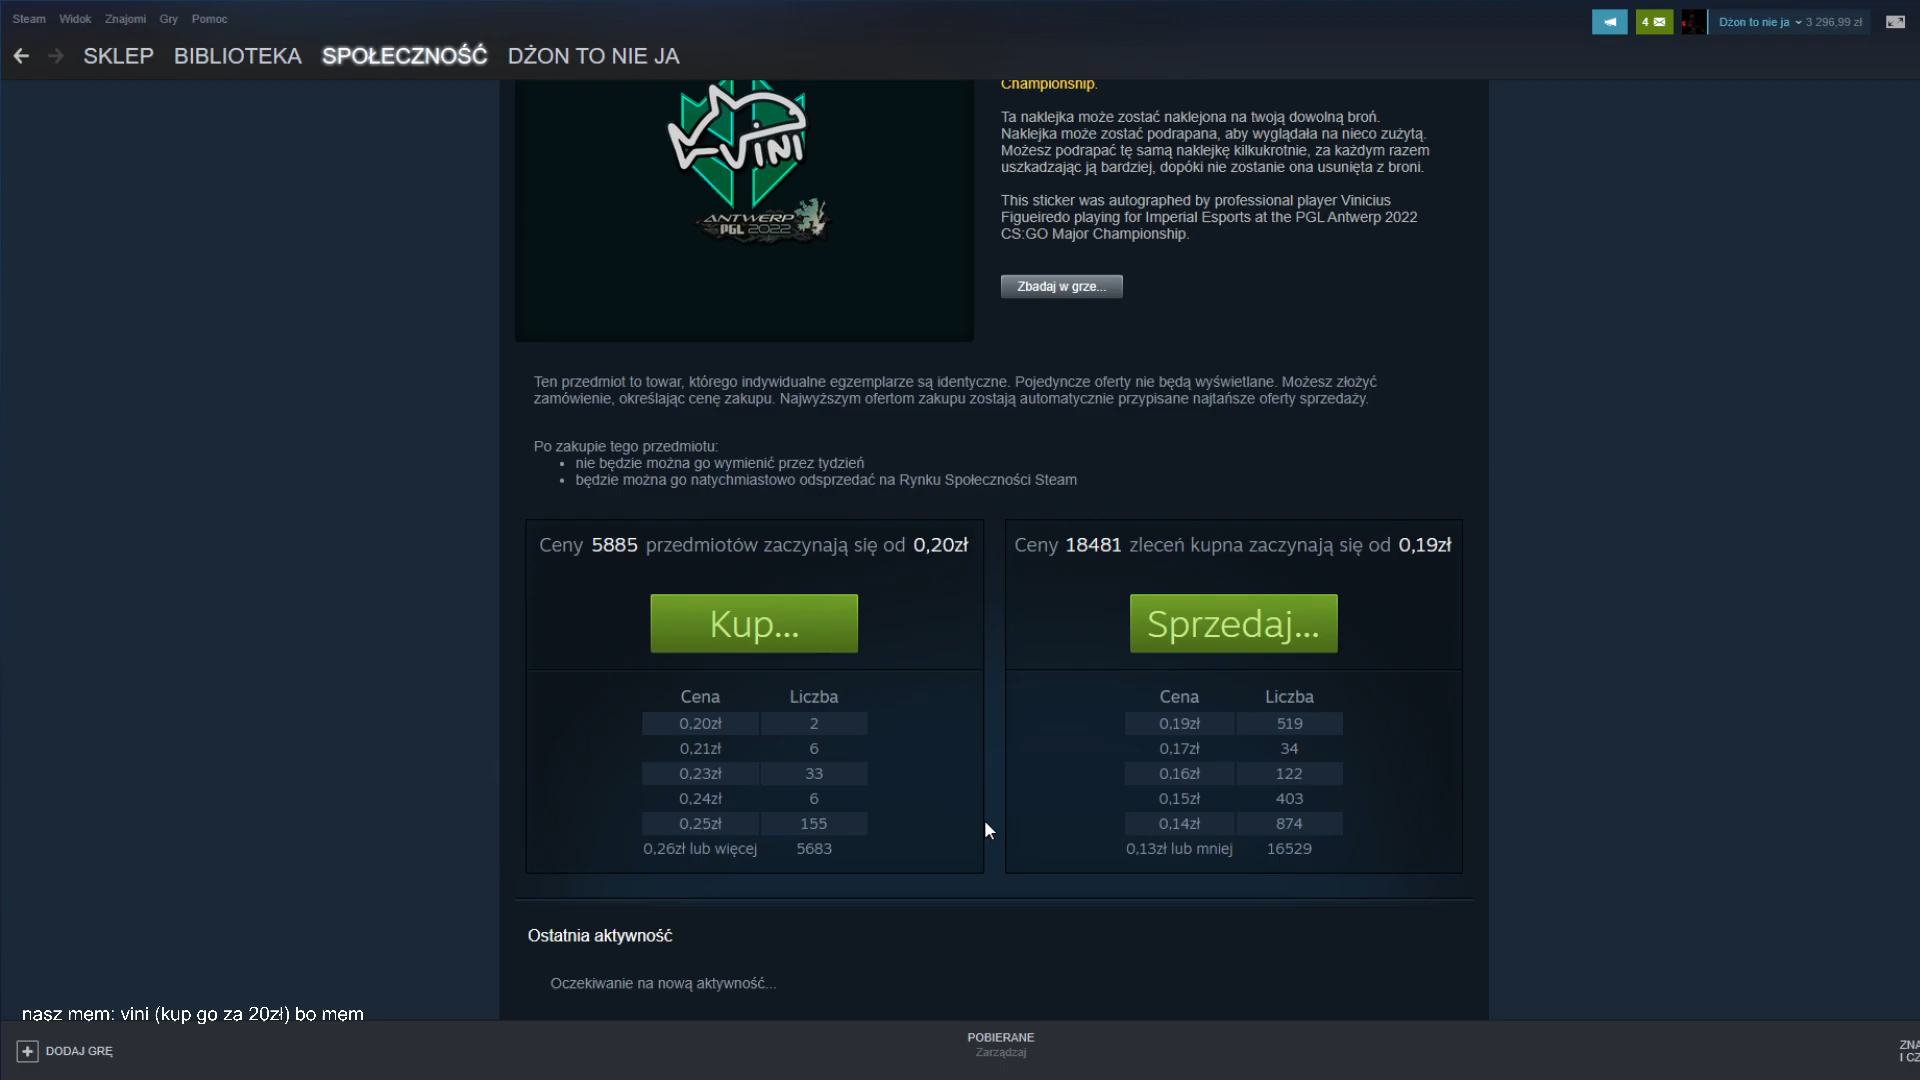 Steam Widok Znajomi Gry Pomoc
4 Dżon to nie ja 3 296,99 zł
SKLEP BIBLIOTEKA SPOŁECZNOŚĆ DŻON TO NIE JA
VINI
ANTWERP
PGL 2022
Championship.
Ta naklejka może zostać naklejona na twoją dowolną broń.
Naklejka może zostać podrapana, aby wyglądała na nieco zużytą.
Możesz podrapać tę samą naklejkę kilkukrotnie, za każdym razem
uszkadzając ją bardziej, dopóki nie zostanie ona usunięta z broni.
This sticker was autographed by professional player Vinicius
Figueiredo playing for Imperial Esports at the PGL Antwerp 2022
CS:GO Major Championship.
Zbadaj w grze...
Ten przedmiot to towar, którego indywidualne egzemplarze są identyczne. Pojedyncze oferty nie będą wyświetlane. Możesz złożyć
zamówienie, określając cenę zakupu. Najwyższym ofertom zakupu zostają automatycznie przypisane najtańsze oferty sprzedaży.
Po zakupie tego przedmiotu:
• nie będzie można go wymienić przez tydzień
• będzie można go natychmiastowo odsprzedać na Rynku Społeczności Steam
Ceny 5885 przedmiotów zaczynają się od 0,20zł
Kup...
Cena Liczba
0,20zł 2
0,21zł 6
0,23zł 33
0,24zł 6
0,25zł 155
0,26zł lub więcej 5683
Ceny 18481 zleceń kupna zaczynają się od 0,19zł
Sprzedaj...
Cena Liczba
0,19zł 519
0,17zł 34
0,16zł 122
0,15zł 403
0,14zł 874
0,13zł lub mniej 16529
Ostatnia aktywność
Oczekiwanie na nową aktywność...
nasz mem: vini (kup go za 20zł) bo mem
DODAJ GRĘ
POBIERANE
Zarządzaj
ZNA
I CZ